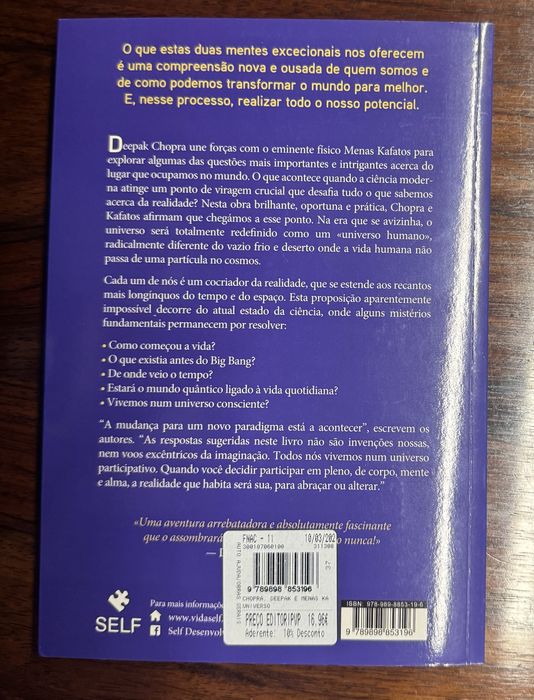 O que estas duas mentes excecionais nos oferecem
é uma compreensão nova e ousada de quem somos e
de como podemos transformar o mundo para melhor.
E, nesse processo, realizar todo o nosso potencial.
Deepak Chopra une forças com o eminente físico Menas Kafatos para
explorar algumas das questões mais importantes e intrigantes acerca do
lugar que ocupamos no mundo. O que acontece quando a ciência moder-
na atinge um ponto de viragem crucial que desafia tudo o que sabemos
acerca da realidade? Nesta obra brilhante, oportuna e prática, Chopra e
Kafatos afirmam que chegámos a esse ponto. Na era que se avizinha, o
universo será totalmente redefinido como um «universo humano»,
radicalmente diferente do vazio frio e deserto onde a vida humana não
passa de uma partícula no cosmos.
Cada um de nós é um cocriador da realidade, que se estende aos recantos
mais longínquos do tempo e do espaço. Esta proposição aparentemente
impossível decorre do atual estado da ciência, onde alguns mistérios
fundamentais permanecem por resolver:
• Como começou a vida?
• O que existia antes do Big Bang?
• De onde veio o tempo?
• Estará o mundo quântico ligado à vida quotidiana?
• Vivemos num universo consciente?
“A mudança para um novo paradigma está a acontecer”, escrevem os
autores. “As respostas sugeridas neste livro não são invenções nossas,
nem voos excêntricos da imaginação. Todos nós vivemos num universo
participativo. Quando você decidir participar em pleno, de corpo, mente
e alma, a realidade que habita será sua, para abraçar ou alterar.”
«Uma aventura arrebatadora e absolutamente fascinante
que o assombrará nunca!»
—
FNAC - 11 10/03/202
300107060100 311308
AUTO AJUDA/OBRAS GERAIS
37
9 789898 853196
CHOPRA, DEEPAK E MENAS KA
UNIVERSO
PREÇO EDITOR|PVP 16,96€
Aderente: 10% Desconto
SELF
Para mais informações
www.vidaself.
Self Desenvol
ISBN 978-989-8853-19-6
9 789898 853196